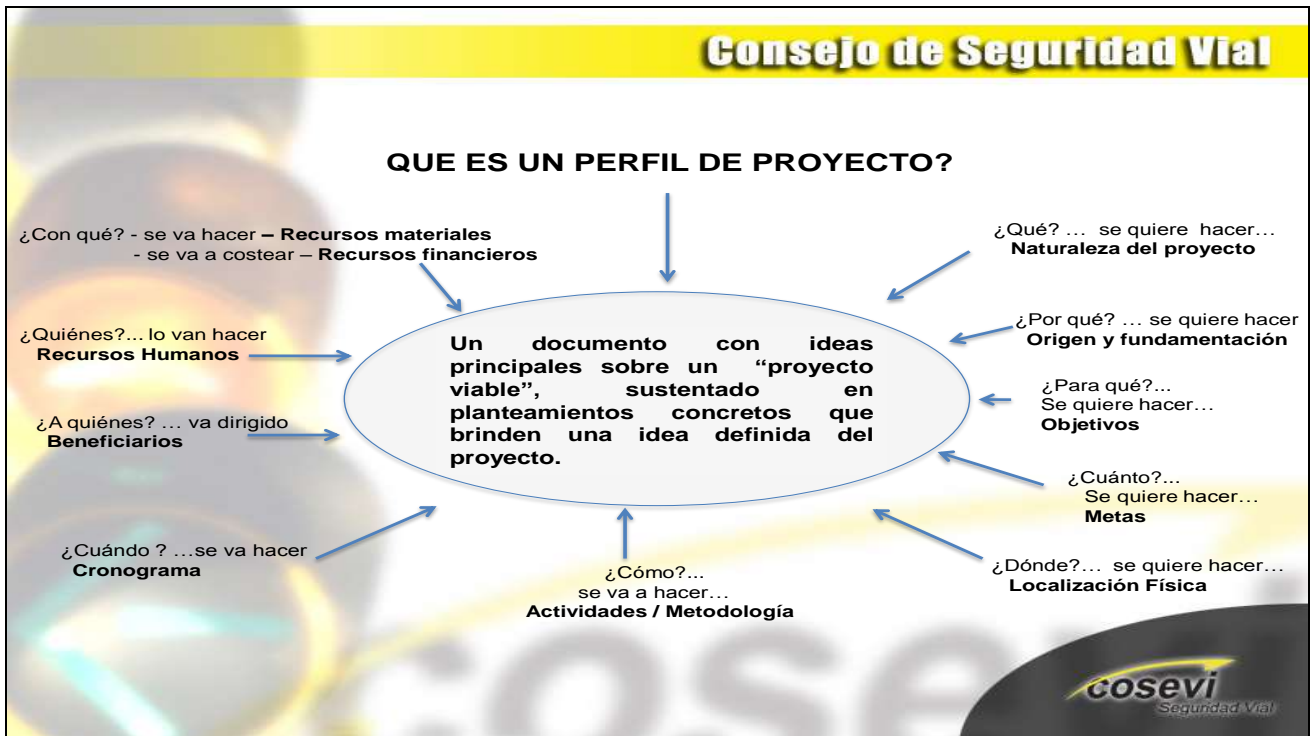 Consejo de Seguridad Vial
QUE ES UN PERFIL DE PROYECTO?
¿Con qué? - se va hacer – Recursos materiales
- se va a costear – Recursos financieros
¿Quiénes?... lo van hacer
Recursos Humanos
¿A quiénes? … va dirigido
Beneficiarios
¿Cuándo ? …se va hacer
Cronograma
Un documento con ideas
principales sobre un “proyecto
viable”, sustentado en
planteamientos concretos que
brinden una idea definida del
proyecto.
¿Cómo?...
se va a hacer…
Actividades / Metodología
¿Qué? … se quiere hacer…
Naturaleza del proyecto
¿Por qué? … se quiere hacer
Origen y fundamentación
¿Para qué?...
Se quiere hacer…
Objetivos
¿Cuánto?...
Se quiere hacer…
Metas
¿Dónde?… se quiere hacer…
Localización Física
cosevi
cosevi
Seguridad Vial